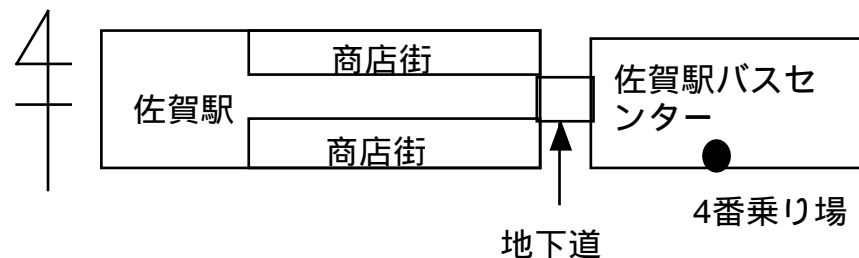 商店街
佐賀駅
商店街
佐賀駅バスセ
ンター
4番乗り場
地下道